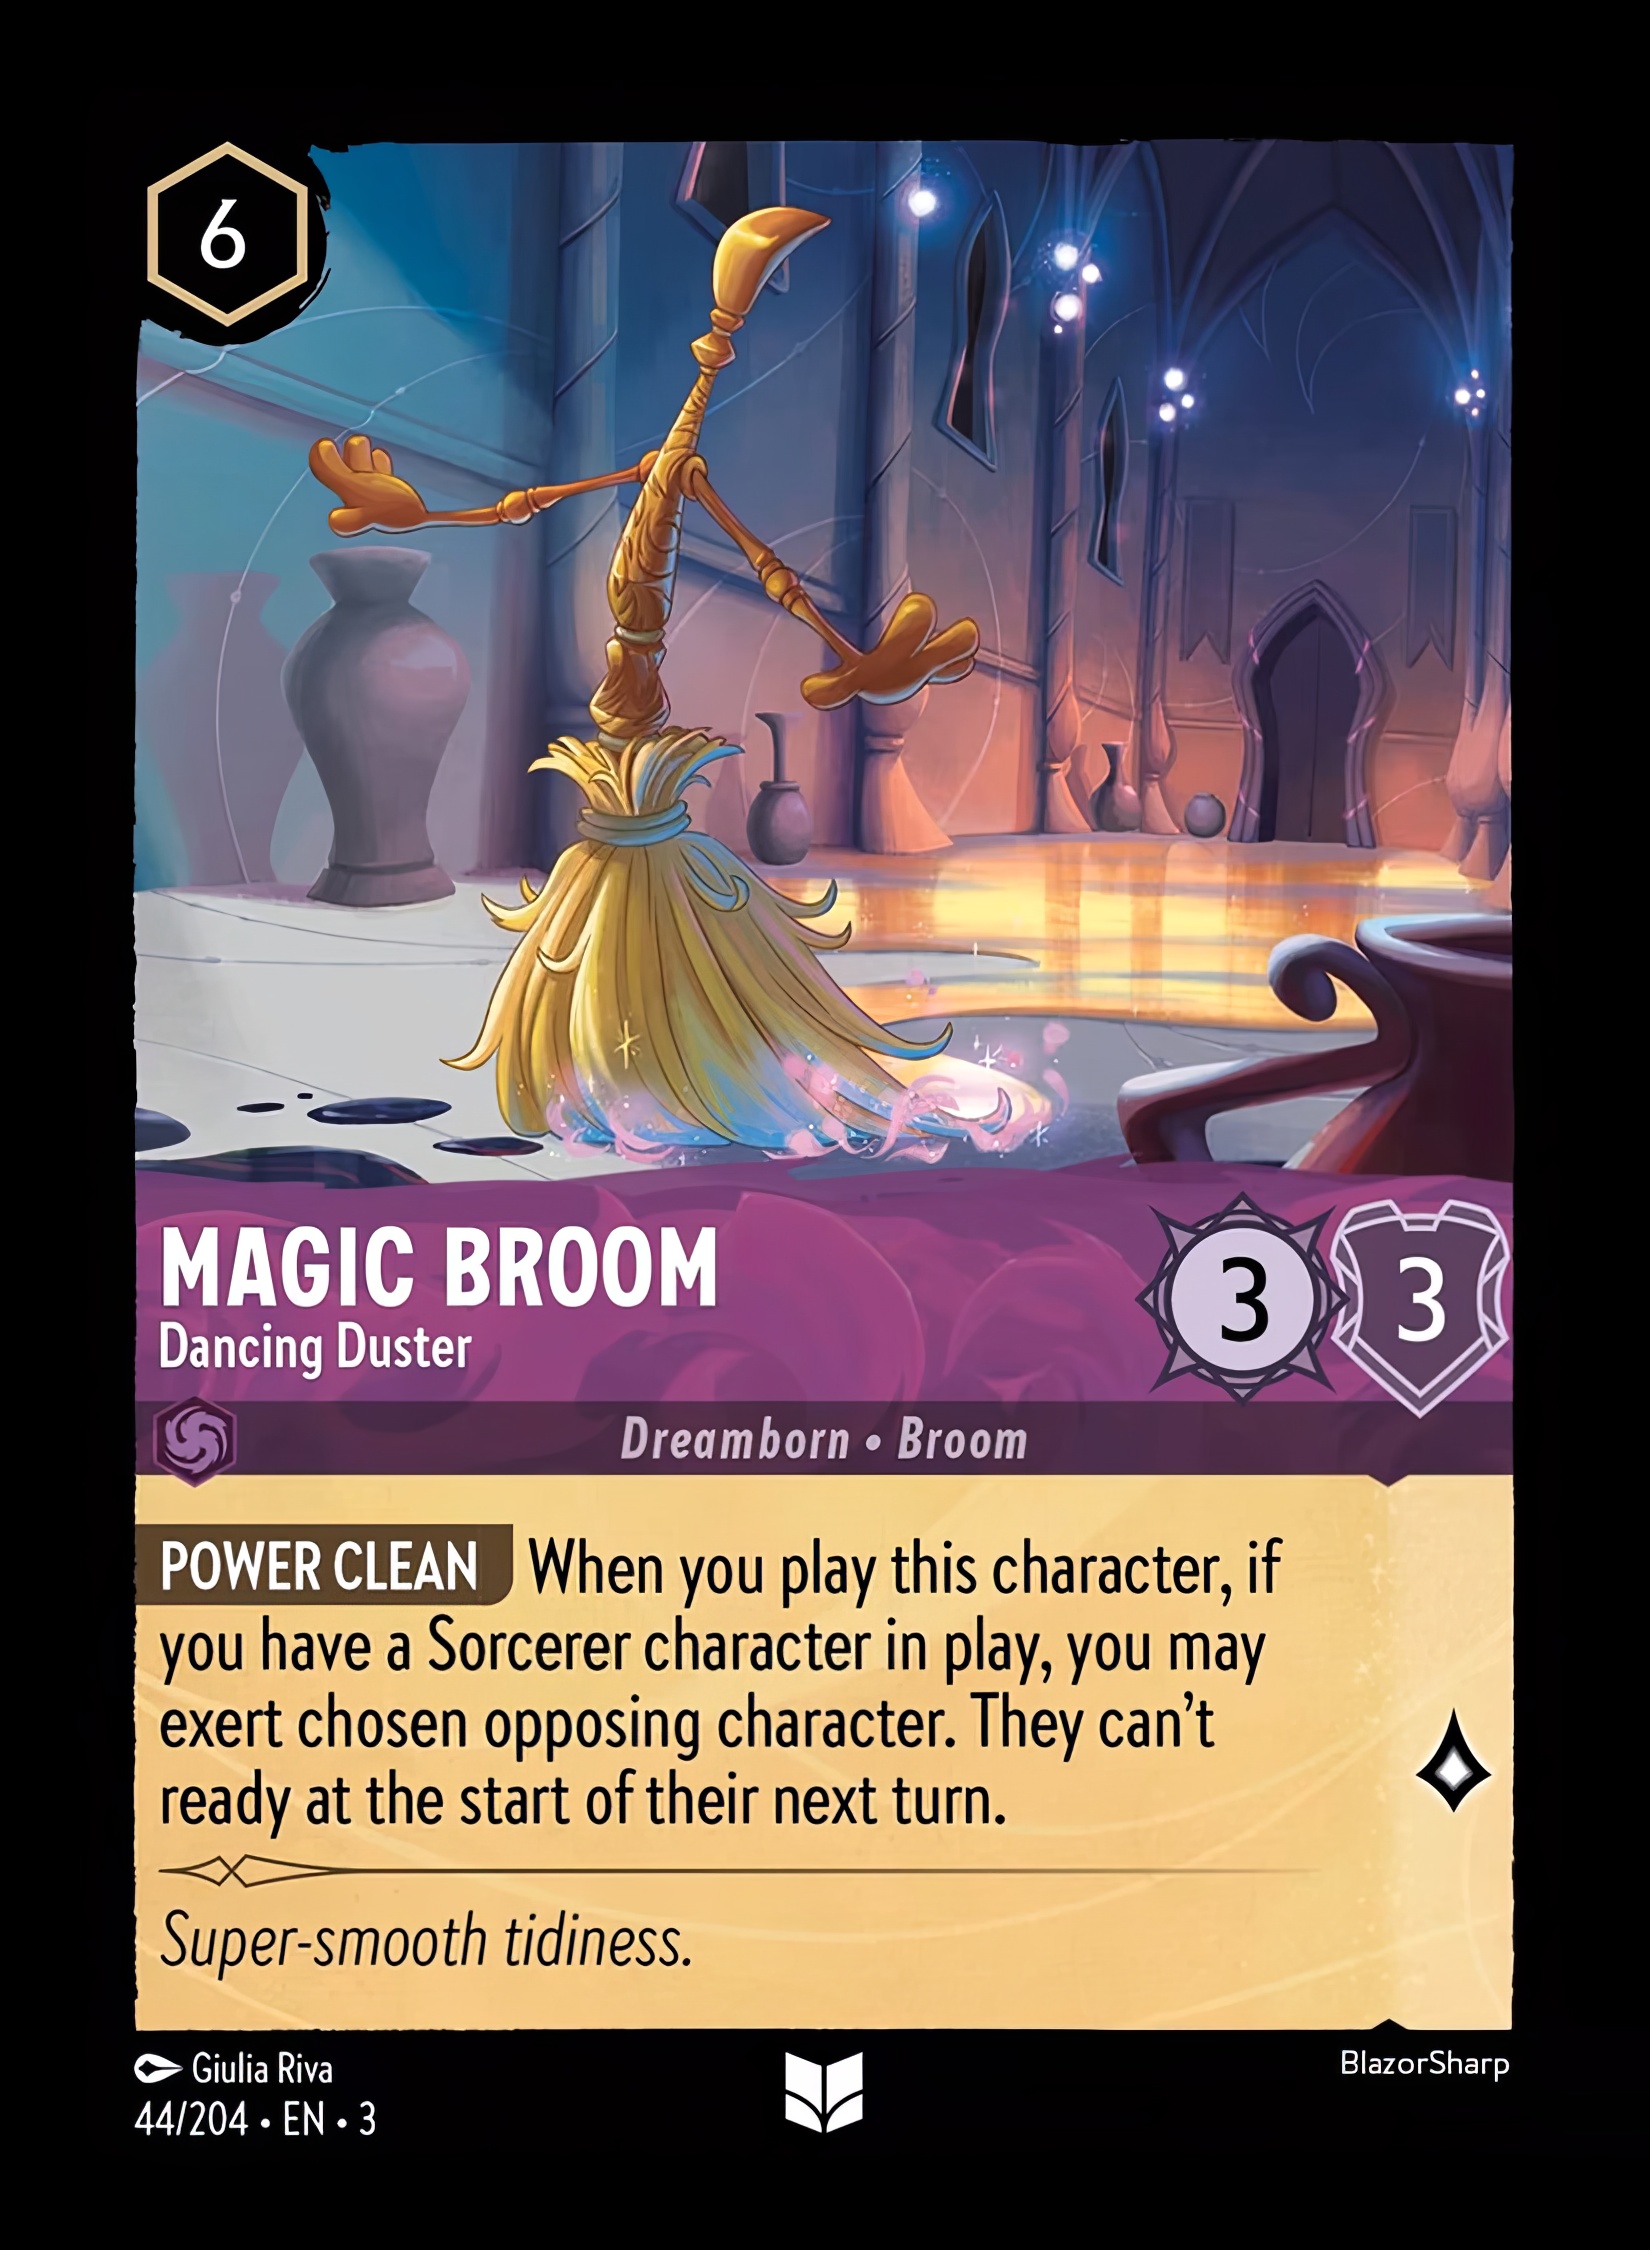 6
MAGIC BROOM
Dancing Duster
3
3
Dreamborn • Broom
POWER CLEAN When you play this character, if
you have a Sorcerer character in play, you may
exert chosen opposing character. They can’t
ready at the start of their next turn.
Super-smooth tidiness.
Giulia Riva
BlazorSharp
44/204 • EN • 3